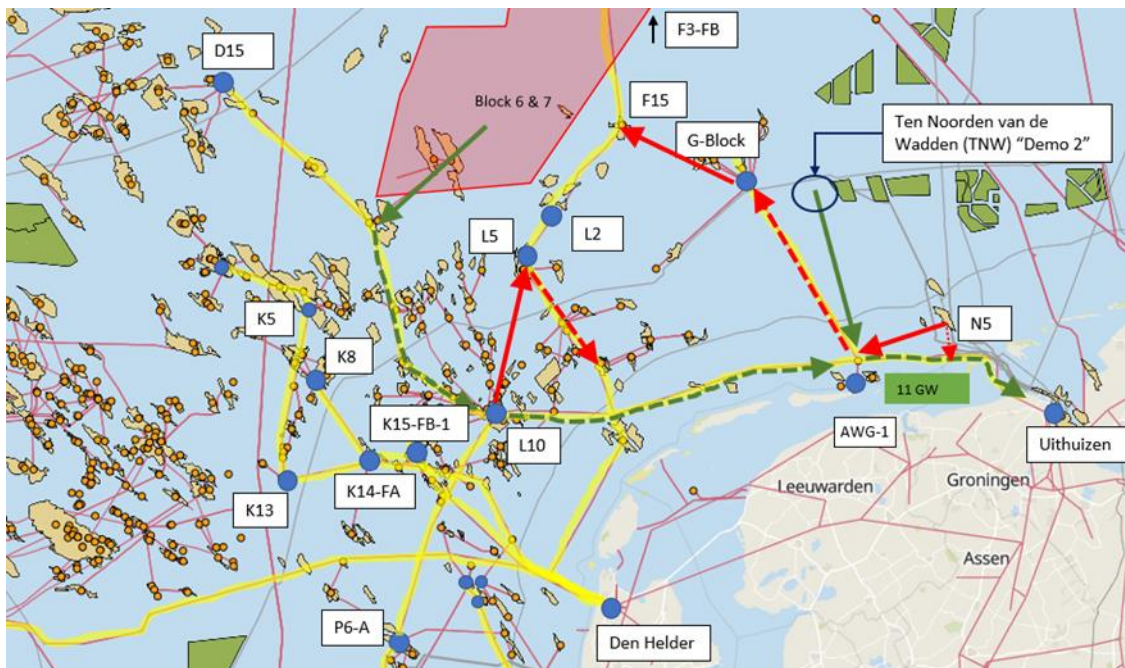 D15
F3-FB
Block 6 & 7
F15
G-Block
Ten Noorden van de
Wadden (TNW) “Demo 2”
L2
L5
K5
N5
K8
11 GW
K15-FB-1
L10
AWG-1
Uithuizen
K14-FA
K13
Leeuwarden
Groningen
Assen
P6-A
Den Helder